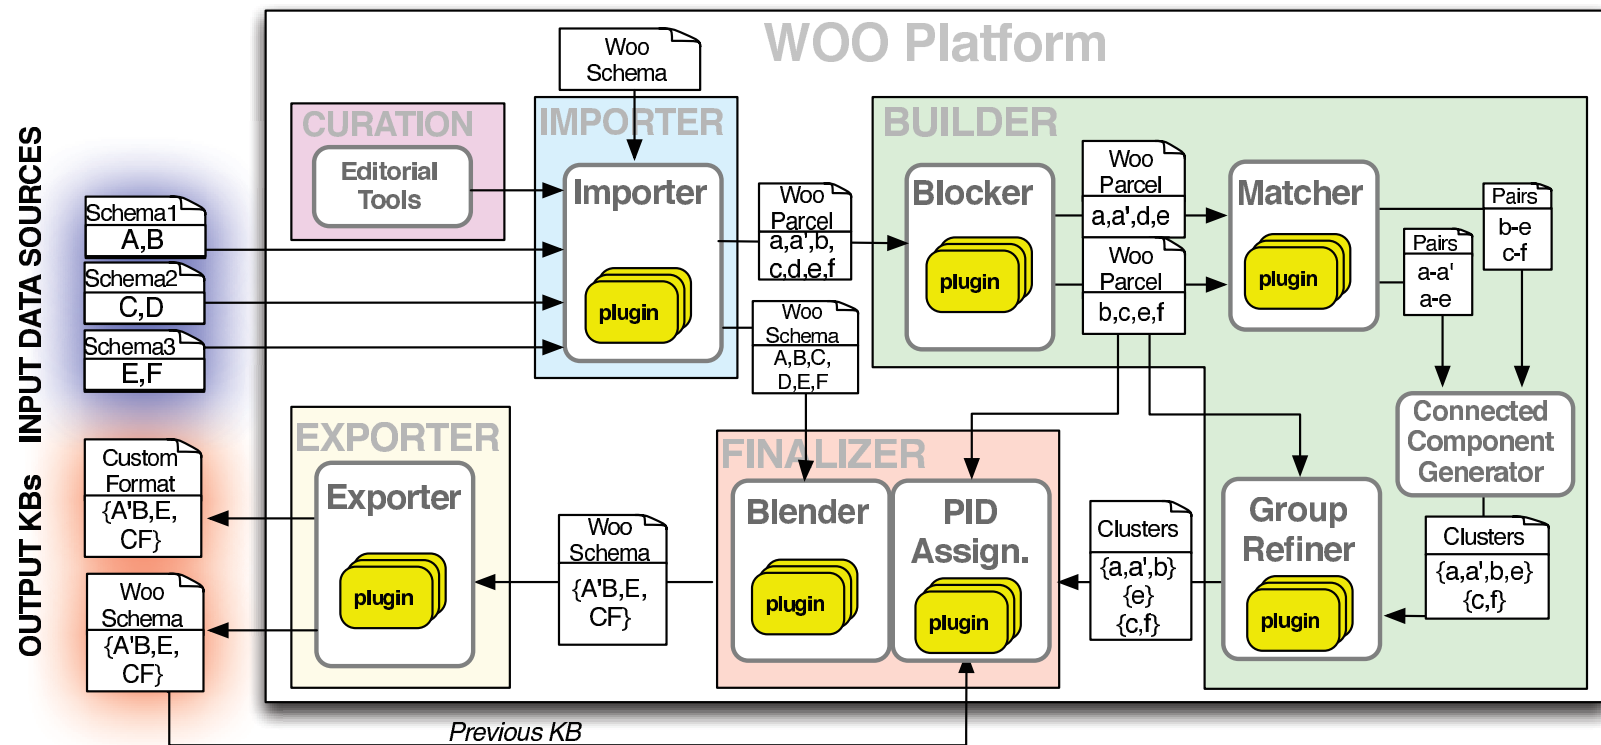 WOO Platform
Woo
Schema
CURATION
Editorial
Tools
IMPORTER
Importer
plugin
INPUT DATA SOURCES
Schema1
A,B
Schema2
C,D
Schema3
E,F
Woo
Parcel
a,a',b,
c,d,e,f
Woo
Schema
A,B,C,
D,E,F
BUILDER
Blocker
plugin
Woo
Parcel
a,a',d,e
Woo
Parcel
b,c,e,f
Matcher
plugin
Pairs
b-e
c-f
Pairs
a-a'
a-e
Connected
Component
Generator
Clusters
{a,a',b,e}
{c,f}
Group
Refiner
plugin
Clusters
{a,a',b}
{e}
{c,f}
FINALIZER
Blender
plugin
PID
Assign.
plugin
Woo
Schema
{A'B,E,
CF}
EXPORTER
Exporter
plugin
OUTPUT KBs
Custom
Format
{A'B,E,
CF}
Woo
Schema
{A'B,E,
CF}
Previous KB